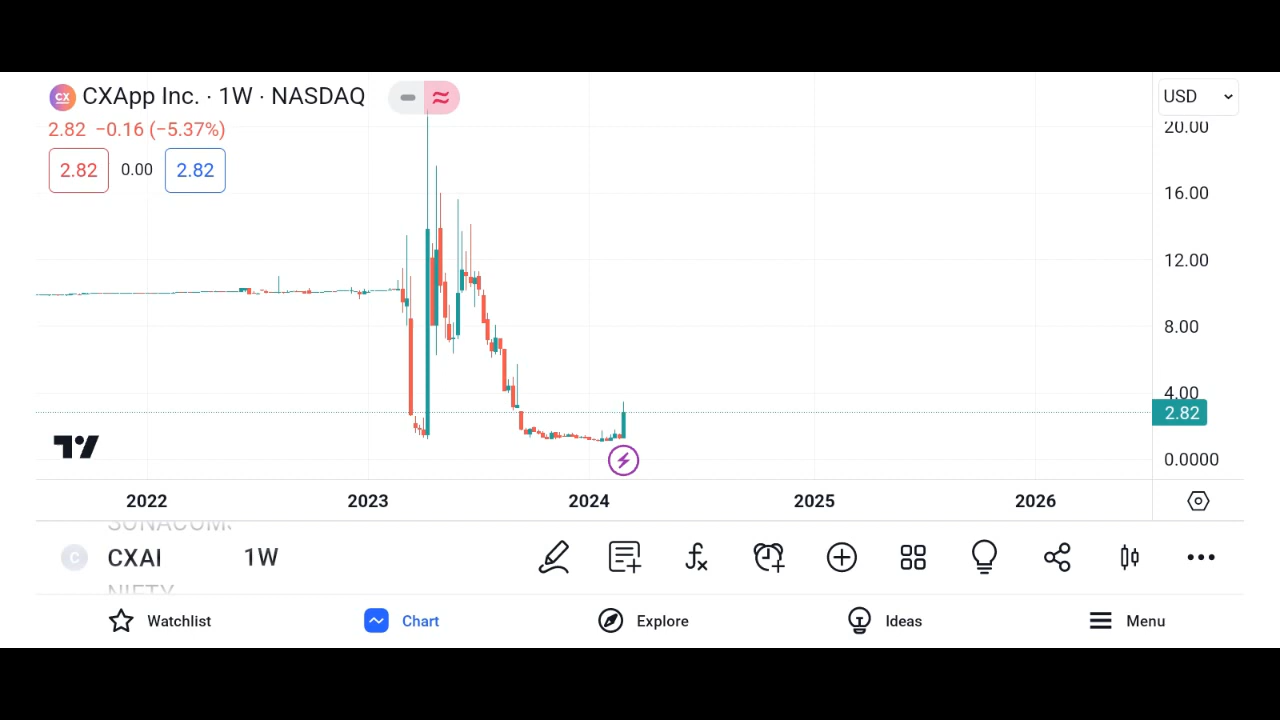 CXApp Inc. · 1W · NASDAQ
USD
2.82 −0.16 (−5.37%)
2.82 0.00 2.82
20.00
16.00
12.00
8.00
4.00
2.82
0.0000
2022 2023 2024 2025 2026
SONACOMS
CXAI 1W
NIFTY
Watchlist Chart Explore Ideas Menu